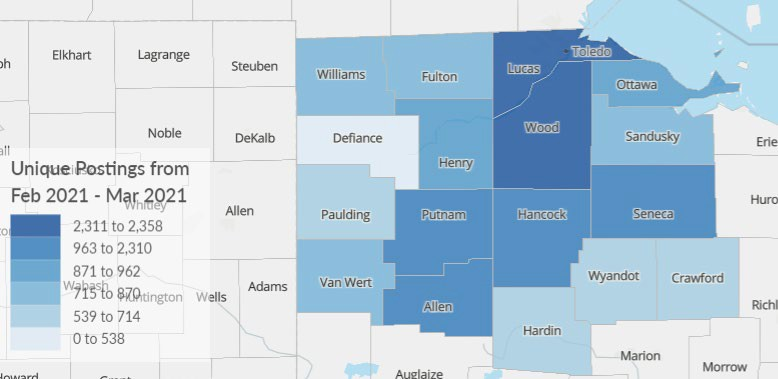 ph
Elkhart
Lagrange
Steuben
Williams
Fulton
Lucas
Toledo
Ottawa
Noble
DeKalb
Defiance
Henry
Wood
Sandusky
Erie
all
Unique Postings from
Feb 2021 - Mar 2021
Whitley
Allen
Paulding
Putnam
Hancock
Seneca
Huro
2,311 to 2,358
963 to 2,310
871 to 962
715 to 870
539 to 714
0 to 538
Wabash
Huntington
Wells
Adams
Van Wert
Allen
Wyandot
Crawford
Richl
Hardin
Marion
Morrow
Auglaize
Howard
Grant